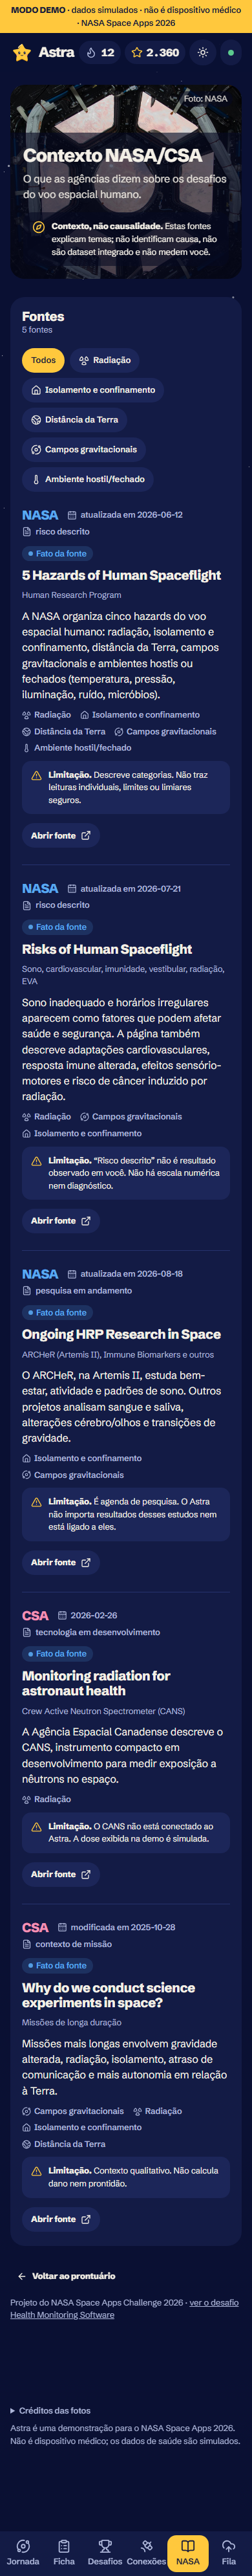 MODO DEMO · dados simulados · não é dispositivo médico
· NASA Space Apps 2026
Astra
12
2.360
Foto: NASA
Contexto NASA/CSA
O que as agências dizem sobre os desafios
do voo espacial humano.
Contexto, não causalidade. Estas fontes
explicam temas; não identificam causa, não
são dataset integrado e não medem você.
Fontes
5 fontes
Todos
Radiação
Isolamento e confinamento
Distância da Terra
Campos gravitacionais
Ambiente hostil/fechado
NASA atualizada em 2026-06-12
risco descrito
Fato da fonte
5 Hazards of Human Spaceflight
Human Research Program
A NASA organiza cinco hazards do voo
espacial humano: radiação, isolamento e
confinamento, distância da Terra, campos
gravitacionais e ambientes hostis ou
fechados (temperatura, pressão,
iluminação, ruído, micróbios).
Radiação Isolamento e confinamento
Distância da Terra Campos gravitacionais
Ambiente hostil/fechado
Limitação. Descreve categorias. Não traz
leituras individuais, limites ou limiares
seguros.
Abrir fonte
NASA atualizada em 2026-07-21
risco descrito
Fato da fonte
Risks of Human Spaceflight
Sono, cardiovascular, imunidade, vestibular, radiação,
EVA
Sono inadequado e horários irregulares
aparecem como fatores que podem afetar
saúde e segurança. A página também
descreve adaptações cardiovasculares,
resposta imune alterada, efeitos sensório-
motores e risco de câncer induzido por
radiação.
Radiação Campos gravitacionais
Isolamento e confinamento
Limitação. "Risco descrito" não é resultado
observado em você. Não há escala numérica
nem diagnóstico.
Abrir fonte
NASA atualizada em 2026-08-18
pesquisa em andamento
Fato da fonte
Ongoing HRP Research in Space
ARCHeR (Artemis II), Immune Biomarkers e outros
O ARCHeR, na Artemis II, estuda bem-
estar, atividade e padrões de sono. Outros
projetos analisam sangue e saliva,
alterações cérebro/olhos e transições de
gravidade.
Isolamento e confinamento
Campos gravitacionais
Limitação. É agenda de pesquisa. O Astra
não importa resultados desses estudos nem
está ligado a eles.
Abrir fonte
CSA 2026-02-26
tecnologia em desenvolvimento
Fato da fonte
Monitoring radiation for
astronaut health
Crew Active Neutron Spectrometer (CANS)
A Agência Espacial Canadense descreve o
CANS, instrumento compacto em
desenvolvimento para medir exposição a
nêutrons no espaço.
Radiação
Limitação. O CANS não está conectado ao
Astra. A dose exibida na demo é simulada.
Abrir fonte
CSA modificada em 2025-10-28
contexto de missão
Fato da fonte
Why do we conduct science
experiments in space?
Missões de longa duração
Missões mais longas envolvem gravidade
alterada, radiação, isolamento, atraso de
comunicação e mais autonomia em relação
à Terra.
Campos gravitacionais Radiação
Isolamento e confinamento
Distância da Terra
Limitação. Contexto qualitativo. Não calcula
dano nem prontidão.
Abrir fonte
Voltar ao prontuário
Projeto do NASA Space Apps Challenge 2026 · ver o desafio
Health Monitoring Software
Créditos das fotos
Astra é uma demonstração para o NASA Space Apps 2026.
Não é dispositivo médico; os dados de saúde são simulados.
Jornada
Ficha
Desafios
Conexões
NASA
Fila